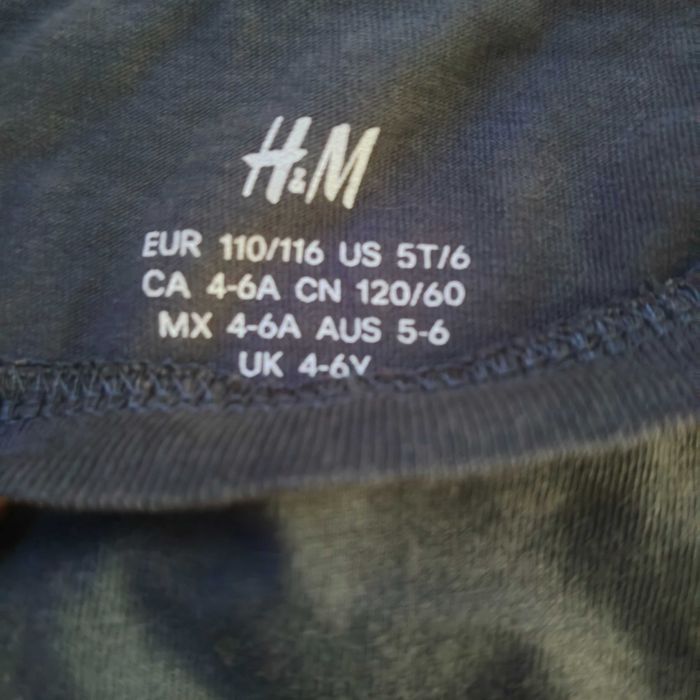 H&M
EUR 110/116 US 5T/6
CA 4-6A CN 120/60
MX 4-6A AUS 5-6
UK 4-6Y